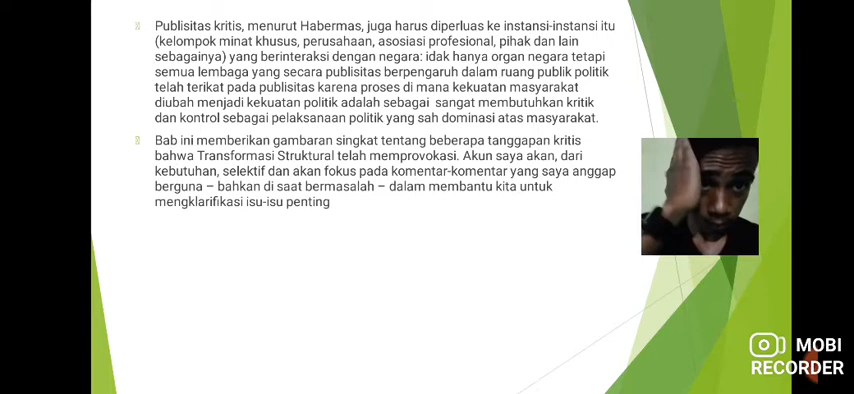 Publisitas kritis, menurut Habermas, juga harus diperluas ke instansi-instansi itu
(kelompok minat khusus, perusahaan, asosiasi profesional, pihak dan lain
sebagainya) yang berinteraksi dengan negara: idak hanya organ negara tetapi
semua lembaga yang secara publisitas berpengaruh dalam ruang publik politik
telah terikat pada publisitas karena proses di mana kekuatan masyarakat
diubah menjadi kekuatan politik adalah sebagai sangat membutuhkan kritik
dan kontrol sebagai pelaksanaan politik yang sah dominasi atas masyarakat.
Bab ini memberikan gambaran singkat tentang beberapa tanggapan kritis
bahwa Transformasi Struktural telah memprovokasi. Akun saya akan, dari
kebutuhan, selektif dan akan fokus pada komentar-komentar yang saya anggap
berguna – bahkan di saat bermasalah – dalam membantu kita untuk
mengklarifikasi isu-isu penting
MOBI
RECORDER